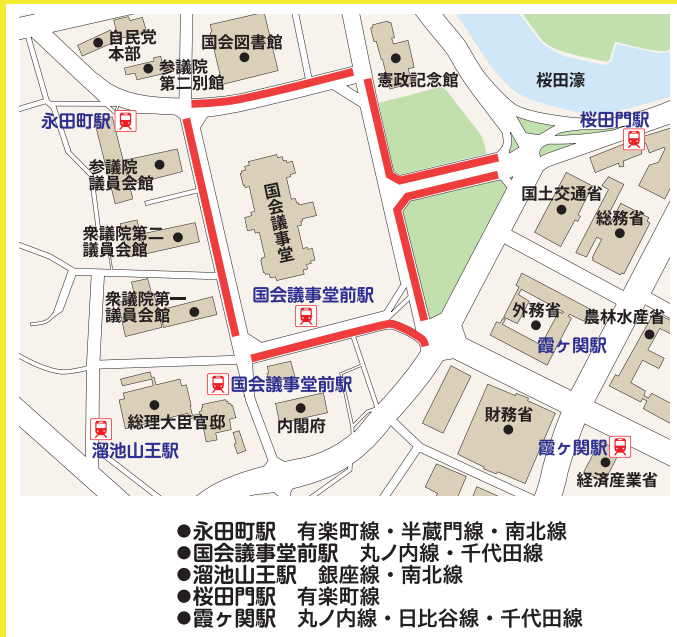 自民党
本部
国会図書館
参議院
第二別館
憲政記念館
桜田濠
永田町駅
桜田門駅
参議院
議員会館
国会議事堂
国土交通省
総務省
衆議院第二
議員会館
国会議事堂前駅
衆議院第一
議員会館
外務省
農林水産省
霞ヶ関駅
国会議事堂前駅
総理大臣官邸
内閣府
財務省
溜池山王駅
霞ヶ関駅
経済産業省
●永田町駅 有楽町線・半蔵門線・南北線
●国会議事堂前駅 丸ノ内線・千代田線
●溜池山王駅 銀座線・南北線
●桜田門駅 有楽町線
●霞ヶ関駅 丸ノ内線・日比谷線・千代田線